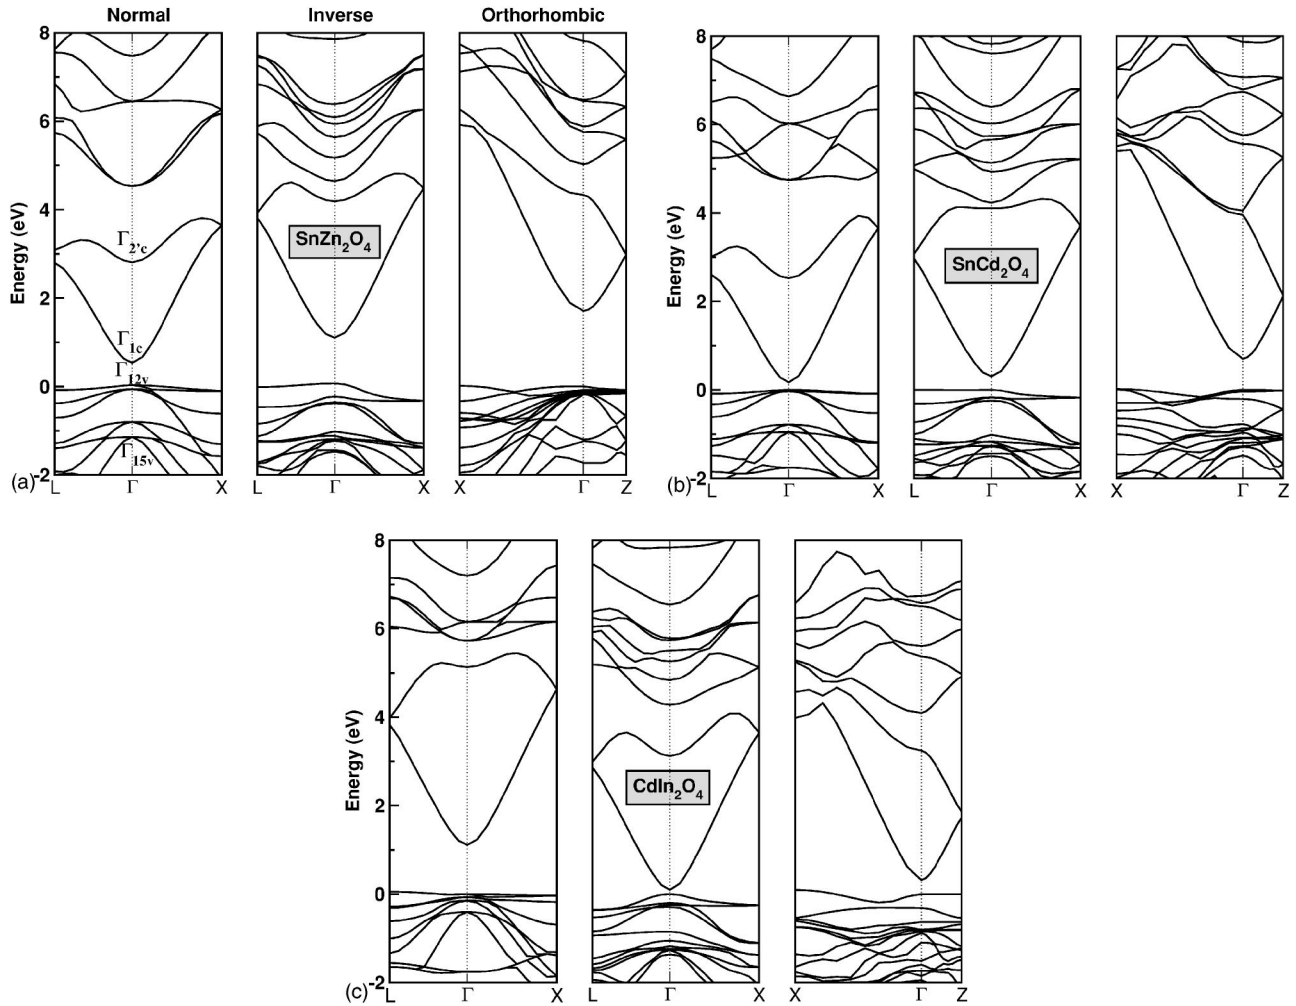 Normal Inverse Orthorhombic
8
6
4
2
0
-2
Energy (eV)
Γ2'c
Γ1c
Γ12v
Γ15v
SnZn2O4
(a)
L Γ X L Γ X X Γ Z
8
6
4
2
0
-2
Energy (eV)
SnCd2O4
(b)
L Γ X L Γ X X Γ Z
8
6
4
2
0
-2
Energy (eV)
CdIn2O4
(c)
L Γ X L Γ X X Γ Z